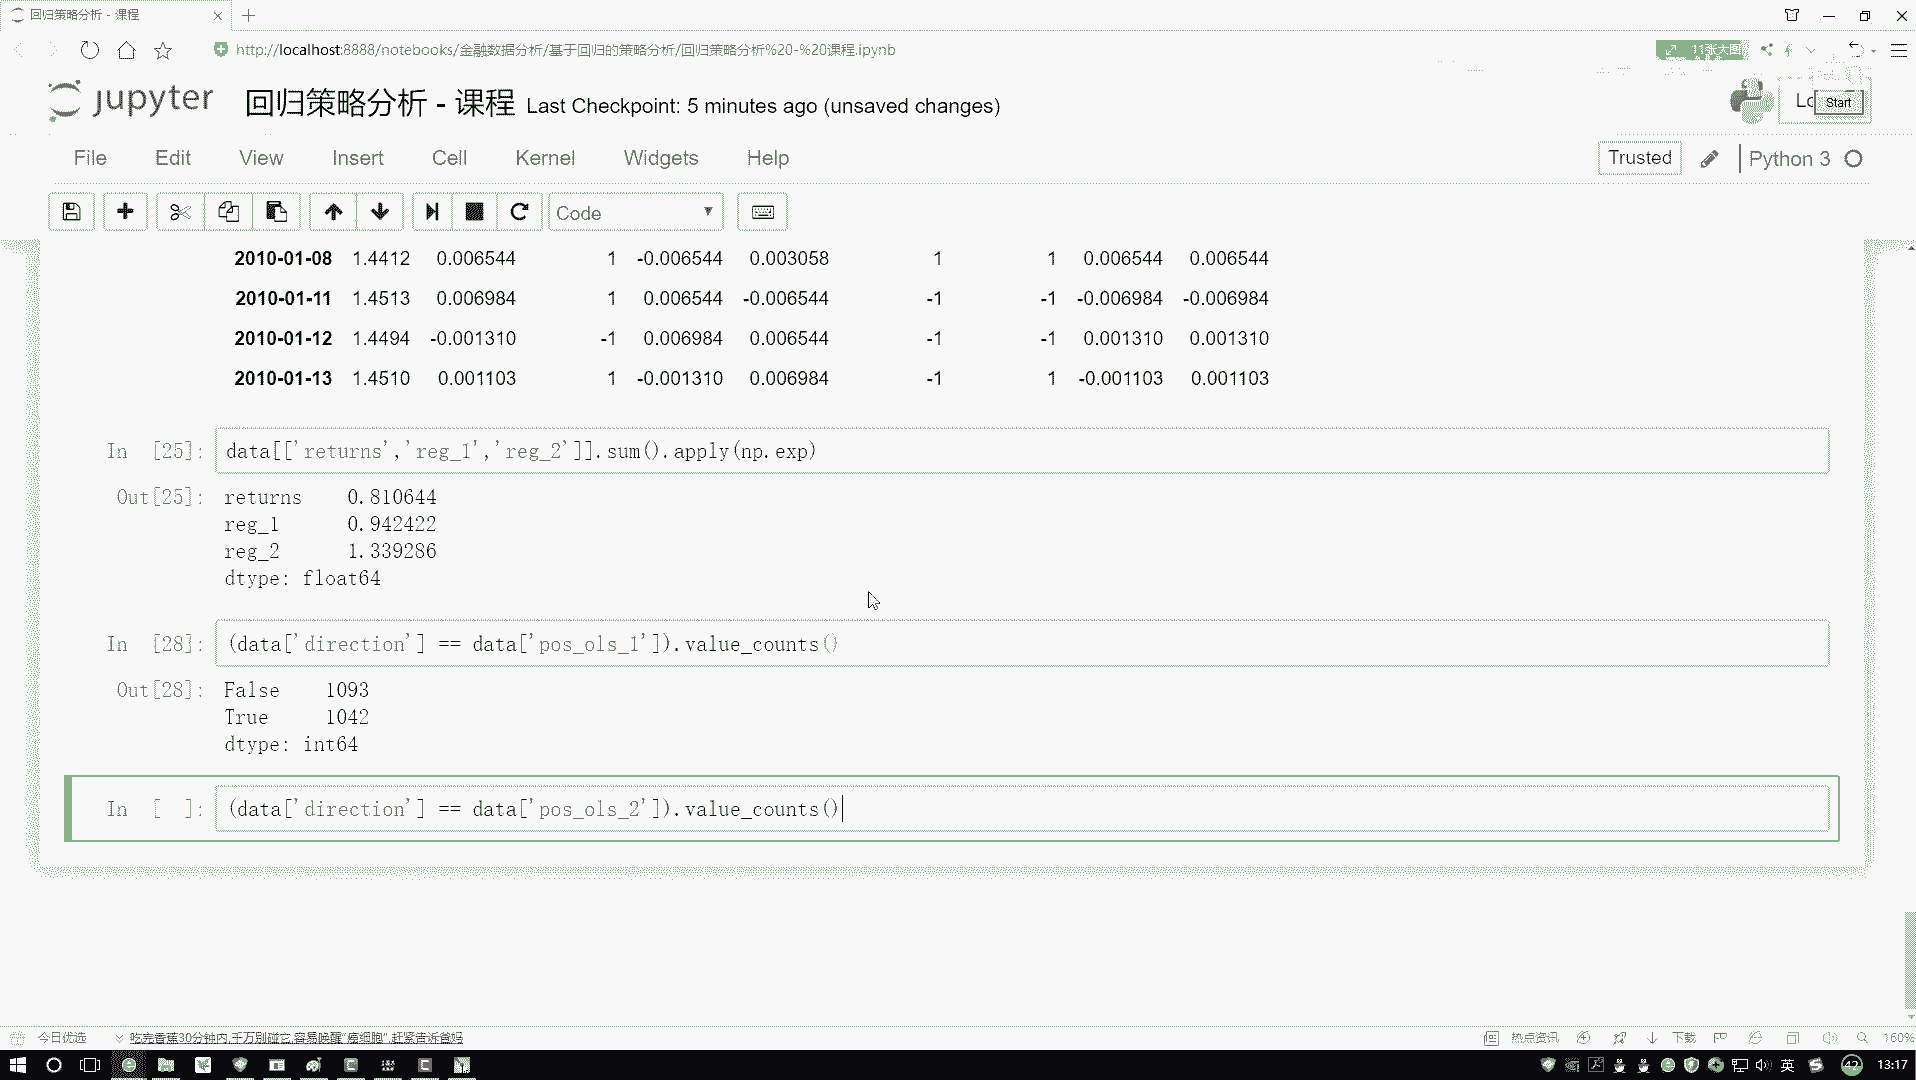 回归策略分析 - 课程
http://localhost:8888/notebooks/金融数据分析/基于回归的策略分析/回归策略分析%20-%20课程.ipynb
11张大图
jupyter 回归策略分析 - 课程 Last Checkpoint: 5 minutes ago (unsaved changes)
Start
File Edit View Insert Cell Kernel Widgets Help
Trusted Python 3
Code
2010-01-08 1.4412 0.006544 1 -0.006544 0.003058 1 1 0.006544 0.006544
2010-01-11 1.4513 0.006984 1 0.006544 -0.006544 -1 -1 -0.006984 -0.006984
2010-01-12 1.4494 -0.001310 -1 0.006984 0.006544 -1 -1 0.001310 0.001310
2010-01-13 1.4510 0.001103 1 -0.001310 0.006984 -1 1 -0.001103 0.001103
In [25]: data[['returns','reg_1','reg_2']].sum().apply(np.exp)
Out[25]: returns 0.810644
reg_1 0.942422
reg_2 1.339286
dtype: float64
In [28]: (data['direction'] == data['pos_ols_1']).value_counts()
Out[28]: False 1093
True 1042
dtype: int64
In [ ]: (data['direction'] == data['pos_ols_2']).value_counts()
今日优选
吃完香蕉30分钟内,千万别碰它,容易唤醒"癌细胞",赶紧告诉爸妈
热点资讯
下载
160%
英
42
13:17